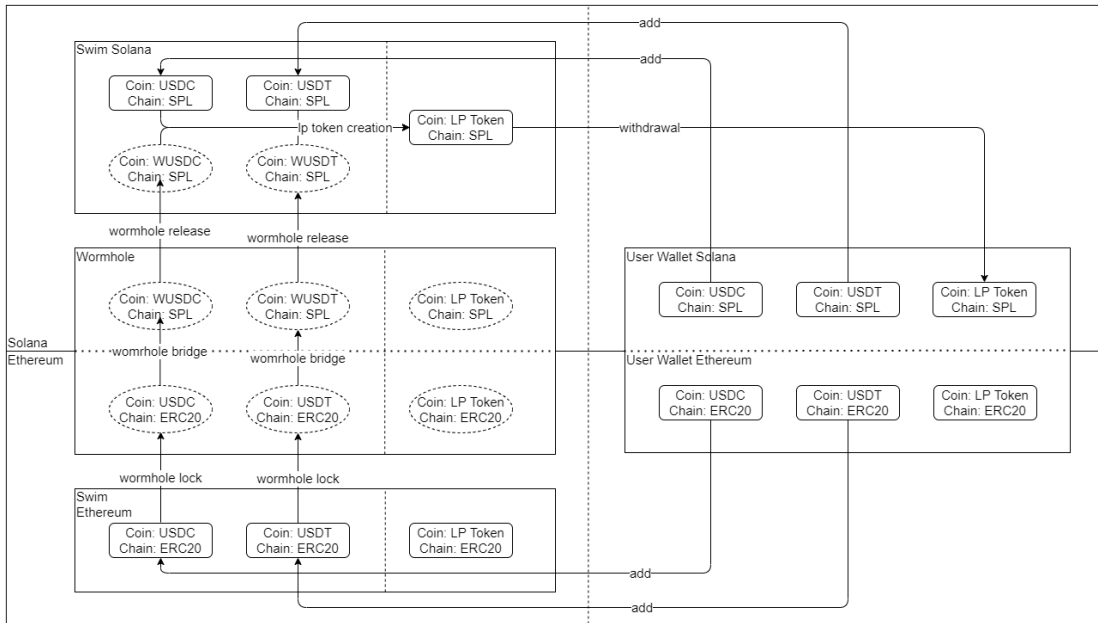 add
Swim Solana
add
Coin: USDC
Chain: SPL
Coin: USDT
Chain: SPL
lp token creation
Coin: LP Token
Chain: SPL
withdrawal
Coin: WUSDC
Chain: SPL
Coin: WUSDT
Chain: SPL
wormhole release
wormhole release
Wormhole
User Wallet Solana
Coin: WUSDC
Chain: SPL
Coin: WUSDT
Chain: SPL
Coin: LP Token
Chain: SPL
Coin: USDC
Chain: SPL
Coin: USDT
Chain: SPL
Coin: LP Token
Chain: SPL
Solana
Ethereum
womrhole bridge
womrhole bridge
User Wallet Ethereum
Coin: USDC
Chain: ERC20
Coin: USDT
Chain: ERC20
Coin: LP Token
Chain: ERC20
Coin: USDC
Chain: ERC20
Coin: USDT
Chain: ERC20
Coin: LP Token
Chain: ERC20
wormhole lock
wormhole lock
Swim
Ethereum
Coin: USDC
Chain: ERC20
Coin: USDT
Chain: ERC20
Coin: LP Token
Chain: ERC20
add
add